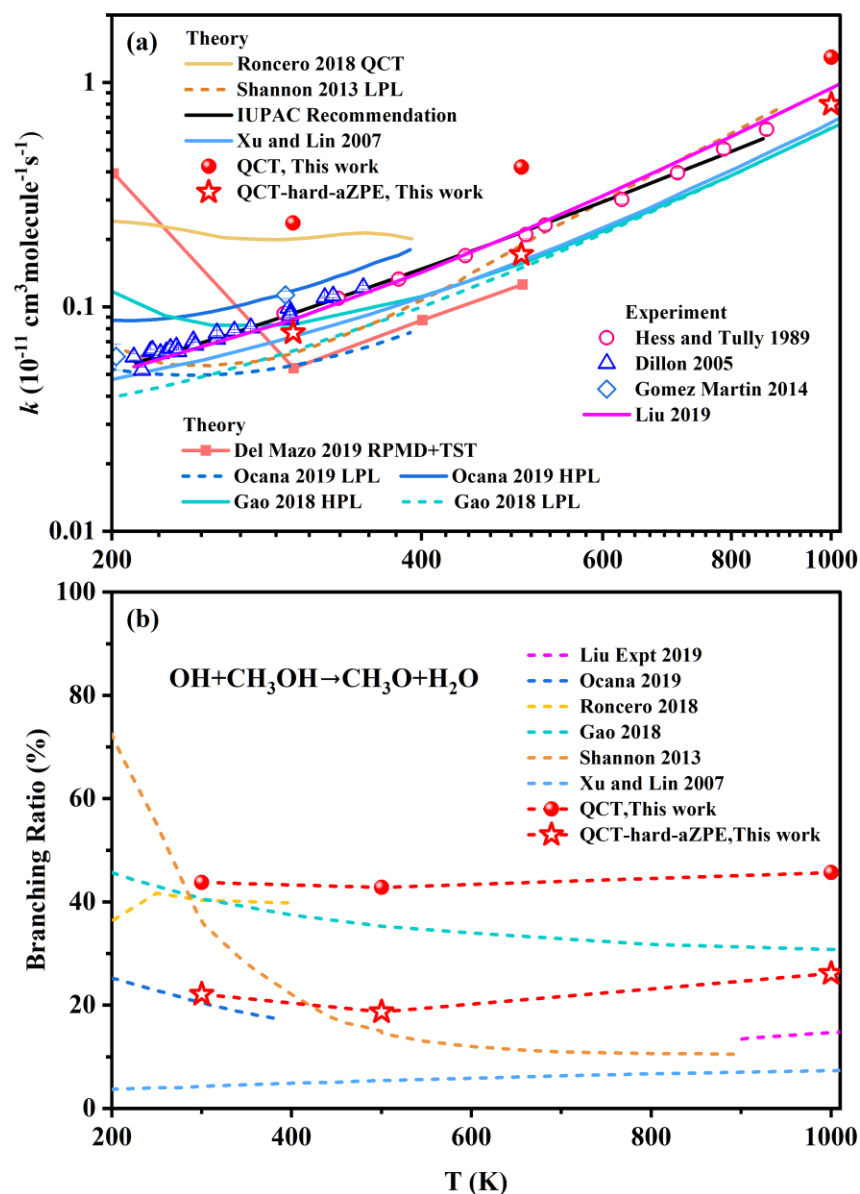 (a)
Theory
Roncero 2018 QCT
Shannon 2013 LPL
IUPAC Recommendation
Xu and Lin 2007
QCT, This work
QCT-hard-aZPE, This work
Experiment
Hess and Tully 1989
Dillon 2005
Gomez Martin 2014
Liu 2019
Theory
Del Mazo 2019 RPMD+TST
Ocana 2019 LPL Ocana 2019 HPL
Gao 2018 HPL Gao 2018 LPL
k (10⁻¹¹ cm³molecule⁻¹s⁻¹)
1
0.1
0.01
200 400 600 800 1000
(b)
OH+CH₃OH→CH₃O+H₂O
Liu Expt 2019
Ocana 2019
Roncero 2018
Gao 2018
Shannon 2013
Xu and Lin 2007
QCT,This work
QCT-hard-aZPE,This work
Branching Ratio (%)
100
80
60
40
20
0
200 400 600 800 1000
T (K)